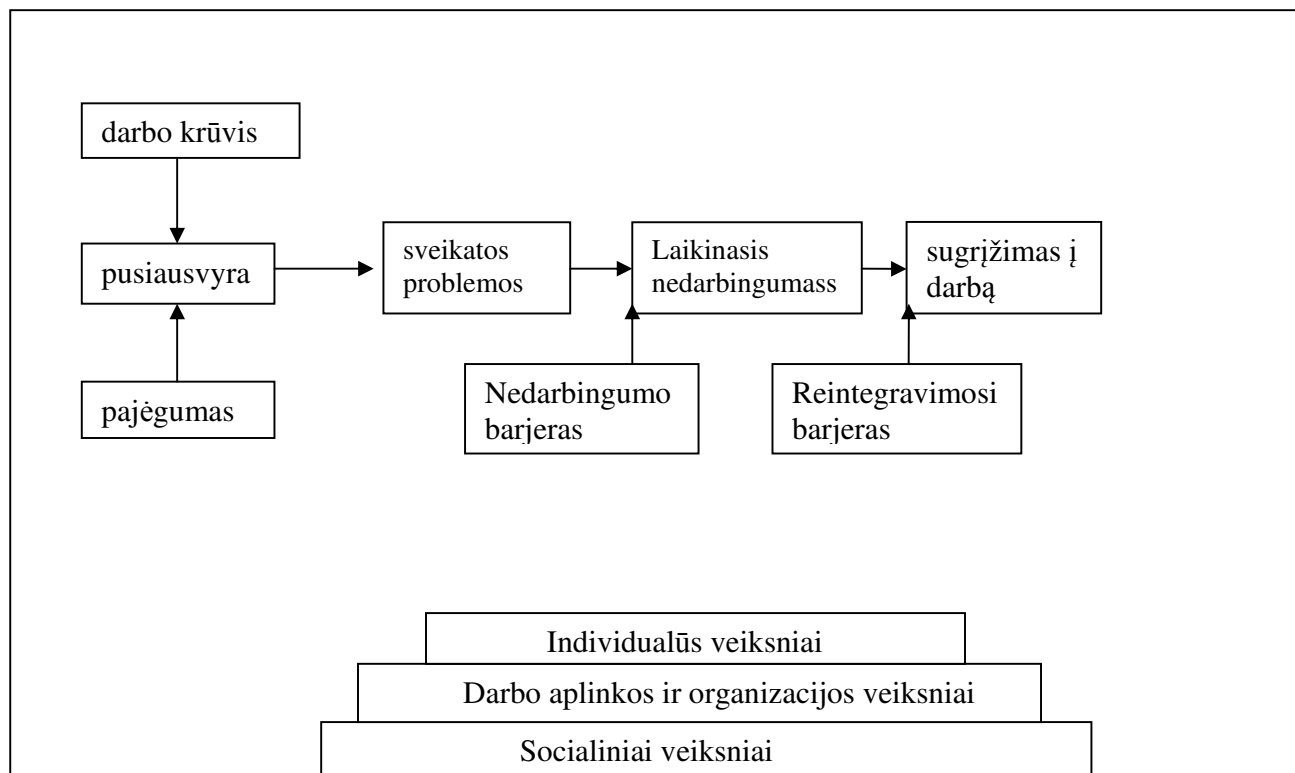 darbo krūvis
pusiausvyra
pajėgumas
sveikatos
problemos
Laikinasis
nedarbingumass
sugrįžimas į
darbą
Nedarbingumo
barjeras
Reintegravimosi
barjeras
Individualūs veiksniai
Darbo aplinkos ir organizacijos veiksniai
Socialiniai veiksniai